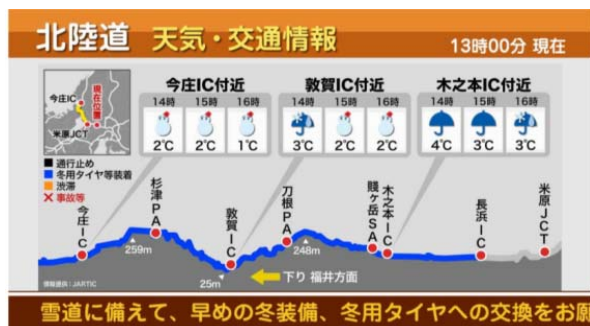 北陸道 天気・交通情報 13時00分 現在
今庄IC付近 敦賀IC付近 木之本IC付近
14時 15時 16時 14時 15時 16時 14時 15時 16時
2℃ 2℃ 1℃ 3℃ 2℃ 2℃ 4℃ 3℃ 3℃
今庄IC
現在位置
米原JCT
通行止め
冬用タイヤ等装着
渋滞
事故等
今庄IC
杉津PA
敦賀IC
刀根PA
賤ヶ岳SA
木之本IC
長浜IC
米原JCT
259m
25m
248m
下り 福井方面
情報提供:JARTIC
雪道に備えて、早めの冬装備、冬用タイヤへの交換をお願